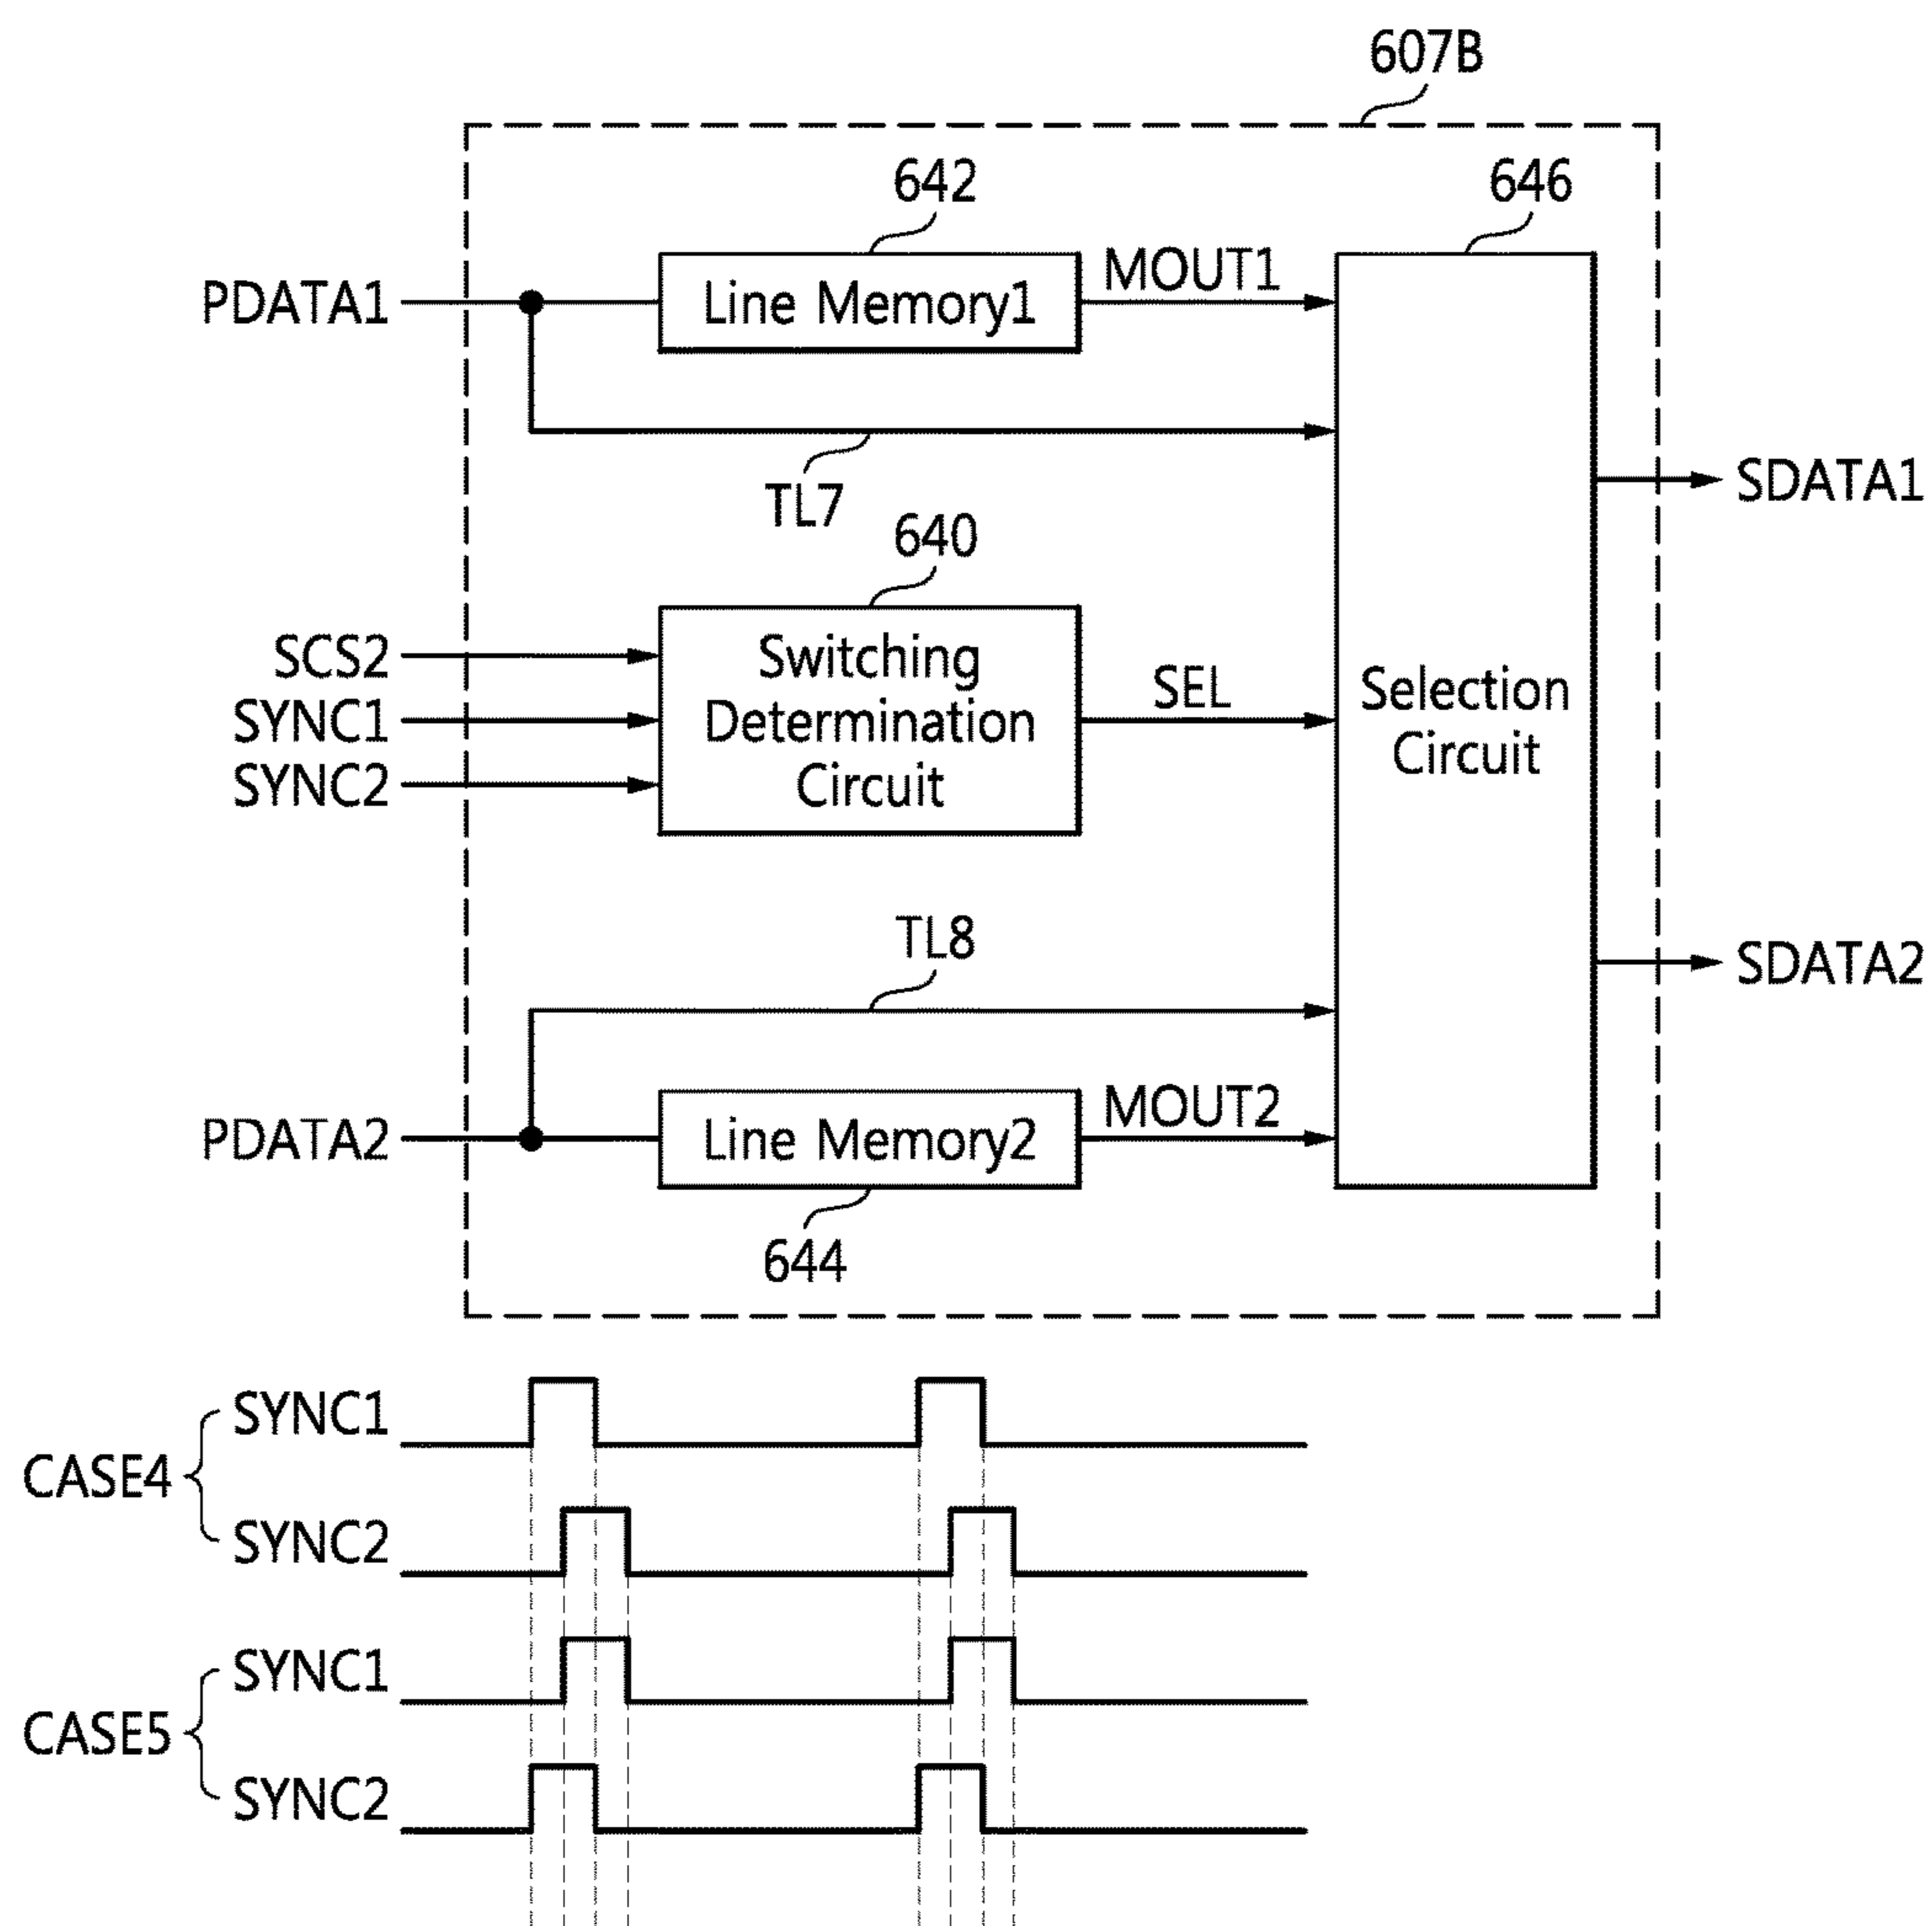 607B
642
646
PDATA1
Line Memory1
MOUT1
TL7
SDATA1
640
SCS2
SYNC1
SYNC2
Switching
Determination
Circuit
SEL
Selection
Circuit
TL8
SDATA2
PDATA2
Line Memory2
MOUT2
644
CASE4
SYNC1
SYNC2
CASE5
SYNC1
SYNC2